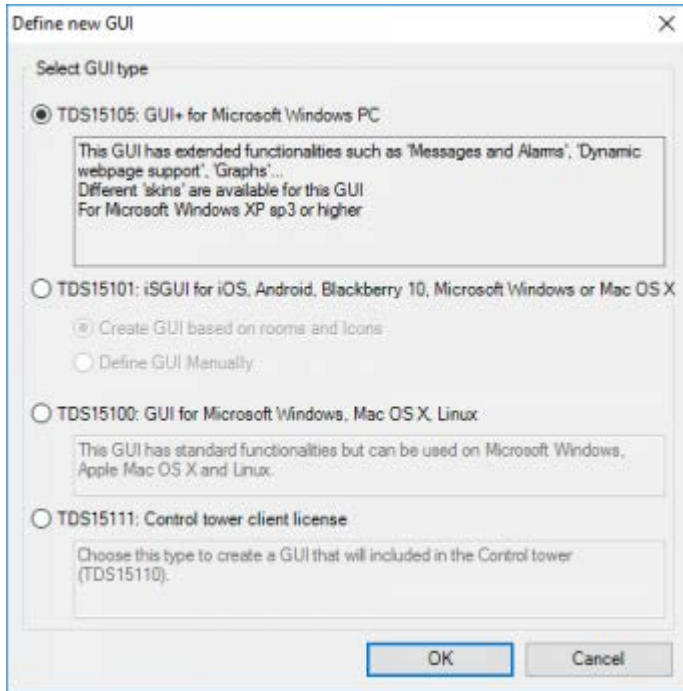 Define new GUI
Select GUI type
TDS15105: GUI+ for Microsoft Windows PC
This GUI has extended functionalities such as 'Messages and Alarms', 'Dynamic
webpage support', 'Graphs'...
Different 'skins' are available for this GUI
For Microsoft Windows XP sp3 or higher
TDS15101: iSGUI for iOS, Android, Blackberry 10, Microsoft Windows or Mac OS X
Create GUI based on rooms and Icons
Define GUI Manually
TDS15100: GUI for Microsoft Windows, Mac OS X, Linux
This GUI has standard functionalities but can be used on Microsoft Windows,
Apple Mac OS X and Linux.
TDS15111: Control tower client license
Choose this type to create a GUI that will included in the Control tower
(TDS15110).
OK
Cancel